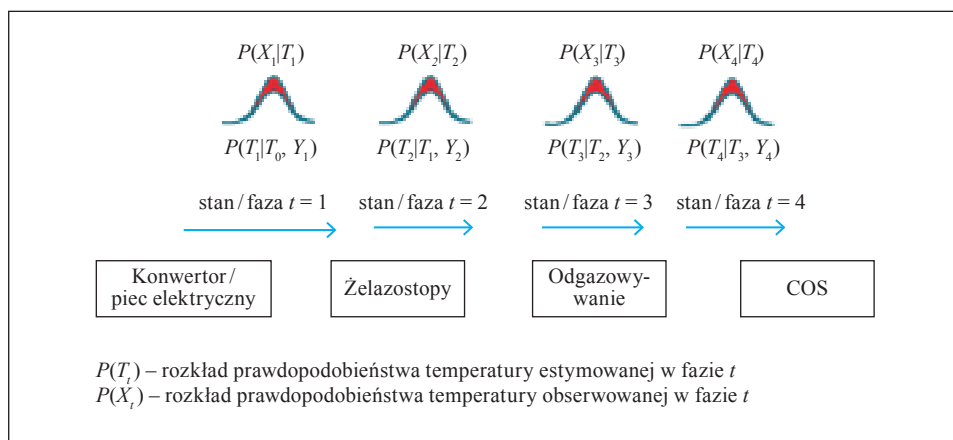 P(X₁|T₁) P(X₂|T₂) P(X₃|T₃) P(X₄|T₄)
P(T₁|T₀, Y₁) P(T₂|T₁, Y₂) P(T₃|T₂, Y₃) P(T₄|T₃, Y₄)
stan / faza t = 1 stan / faza t = 2 stan / faza t = 3 stan / faza t = 4
Konwertor /
piec elektryczny
Żelazostopy
Odgazowy-
wanie
COS
P(Tₜ) – rozkład prawdopodobieństwa temperatury estymowanej w fazie t
P(Xₜ) – rozkład prawdopodobieństwa temperatury obserwowanej w fazie t